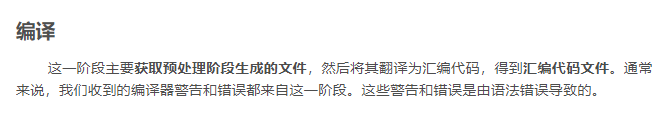 编译
这一阶段主要获取预处理阶段生成的文件，然后将其翻译为汇编代码，得到汇编代码文件。通常
来说，我们收到的编译器警告和错误都来自这一阶段。这些警告和错误是由语法错误导致的。